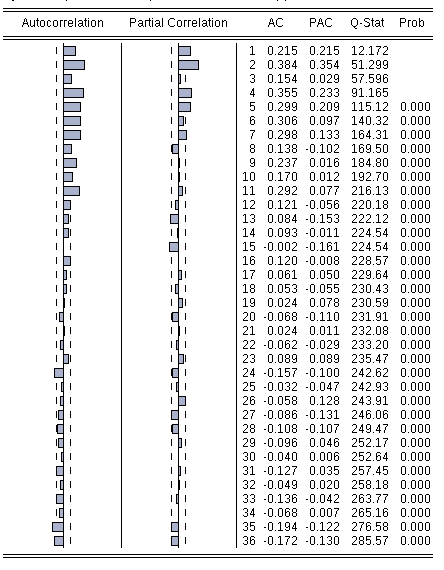 Autocorrelation Partial Correlation AC PAC Q-Stat Prob
1 0.215 0.215 12.172
2 0.384 0.354 51.299
3 0.154 0.029 57.596
4 0.355 0.233 91.165
5 0.299 0.209 115.12 0.000
6 0.306 0.097 140.32 0.000
7 0.298 0.133 164.31 0.000
8 0.138 -0.102 169.50 0.000
9 0.237 0.016 184.80 0.000
10 0.170 0.012 192.70 0.000
11 0.292 0.077 216.13 0.000
12 0.121 -0.056 220.18 0.000
13 0.084 -0.153 222.12 0.000
14 0.093 -0.011 224.54 0.000
15 -0.002 -0.161 224.54 0.000
16 0.120 -0.008 228.57 0.000
17 0.061 0.050 229.64 0.000
18 0.053 -0.055 230.43 0.000
19 0.024 0.078 230.59 0.000
20 -0.068 -0.110 231.91 0.000
21 0.024 0.011 232.08 0.000
22 -0.062 -0.029 233.20 0.000
23 0.089 0.089 235.47 0.000
24 -0.157 -0.100 242.62 0.000
25 -0.032 -0.047 242.93 0.000
26 -0.058 0.128 243.91 0.000
27 -0.086 -0.131 246.06 0.000
28 -0.108 -0.107 249.47 0.000
29 -0.096 0.046 252.17 0.000
30 -0.040 0.006 252.64 0.000
31 -0.127 0.035 257.45 0.000
32 -0.049 0.020 258.18 0.000
33 -0.136 -0.042 263.77 0.000
34 -0.068 0.007 265.16 0.000
35 -0.194 -0.122 276.58 0.000
36 -0.172 -0.130 285.57 0.000